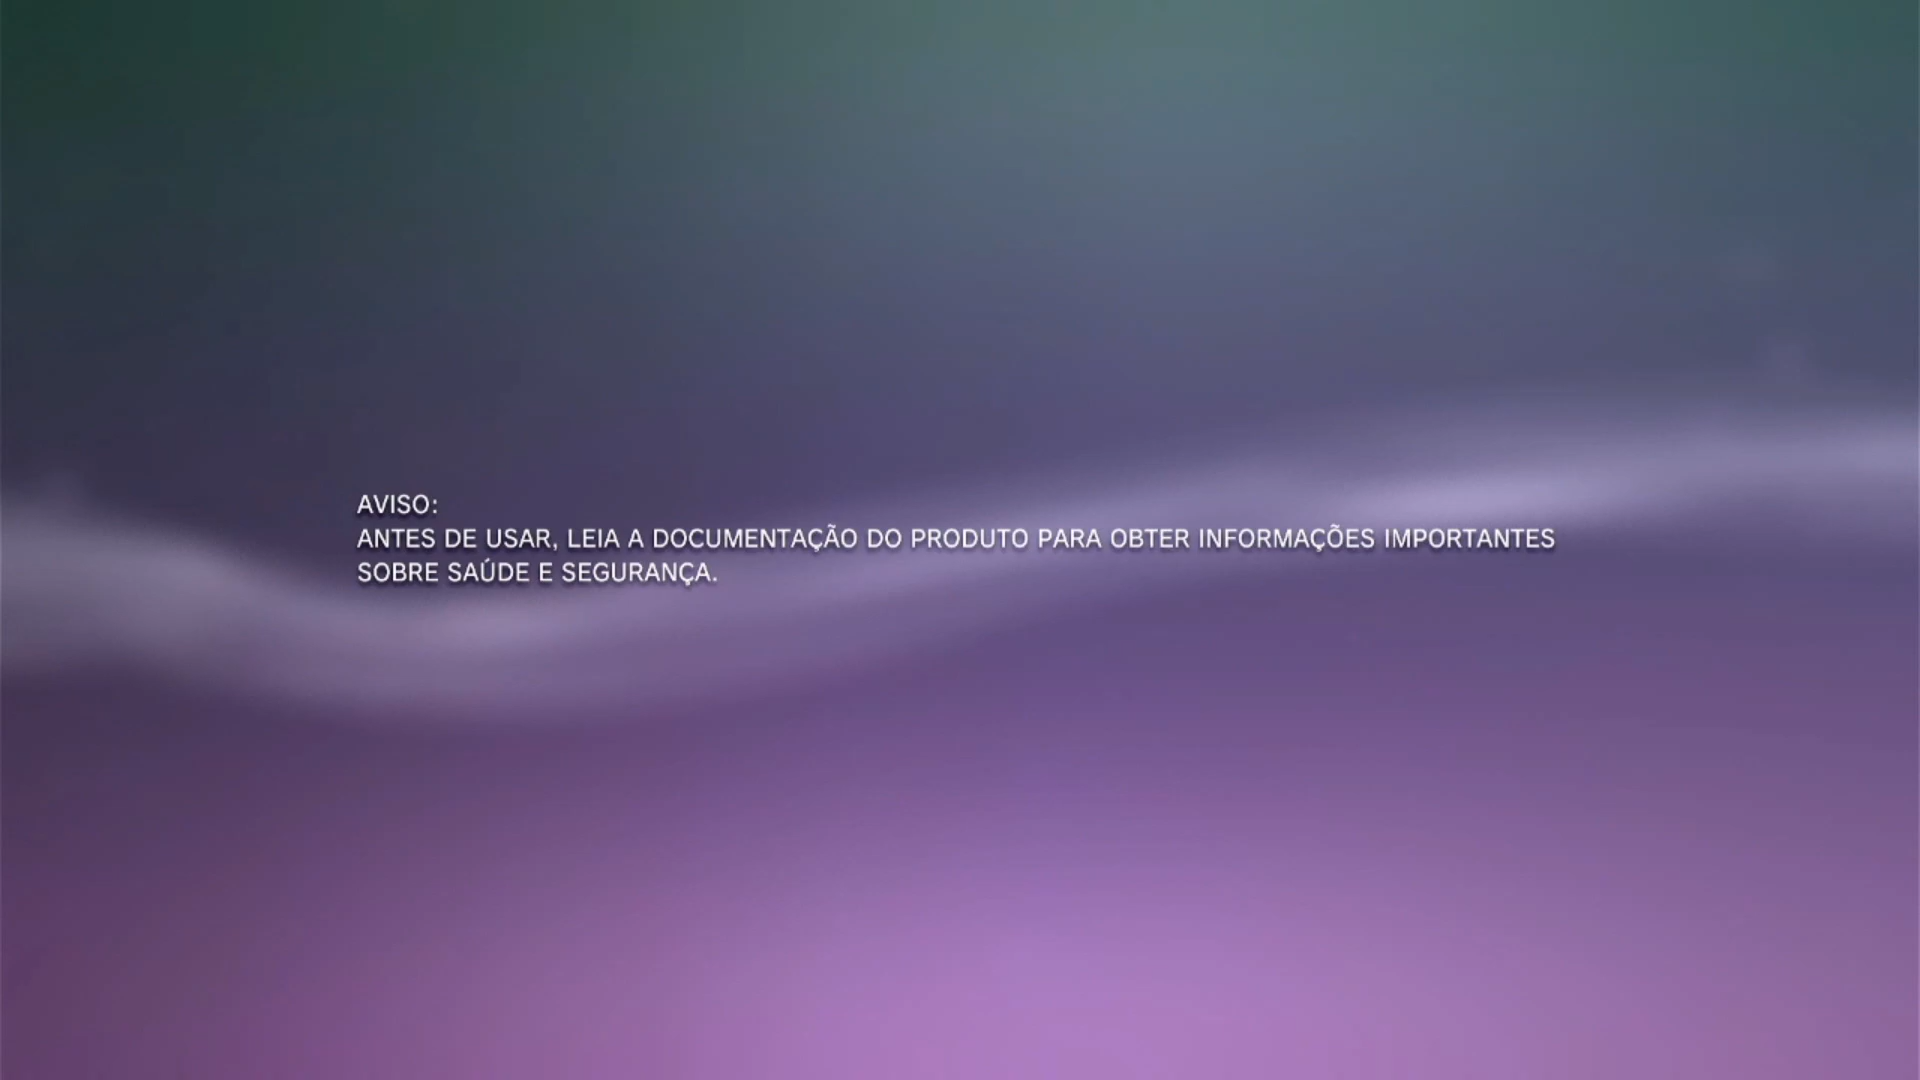 AVISO:
ANTES DE USAR, LEIA A DOCUMENTAÇÃO DO PRODUTO PARA OBTER INFORMAÇÕES IMPORTANTES
SOBRE SAÚDE E SEGURANÇA.